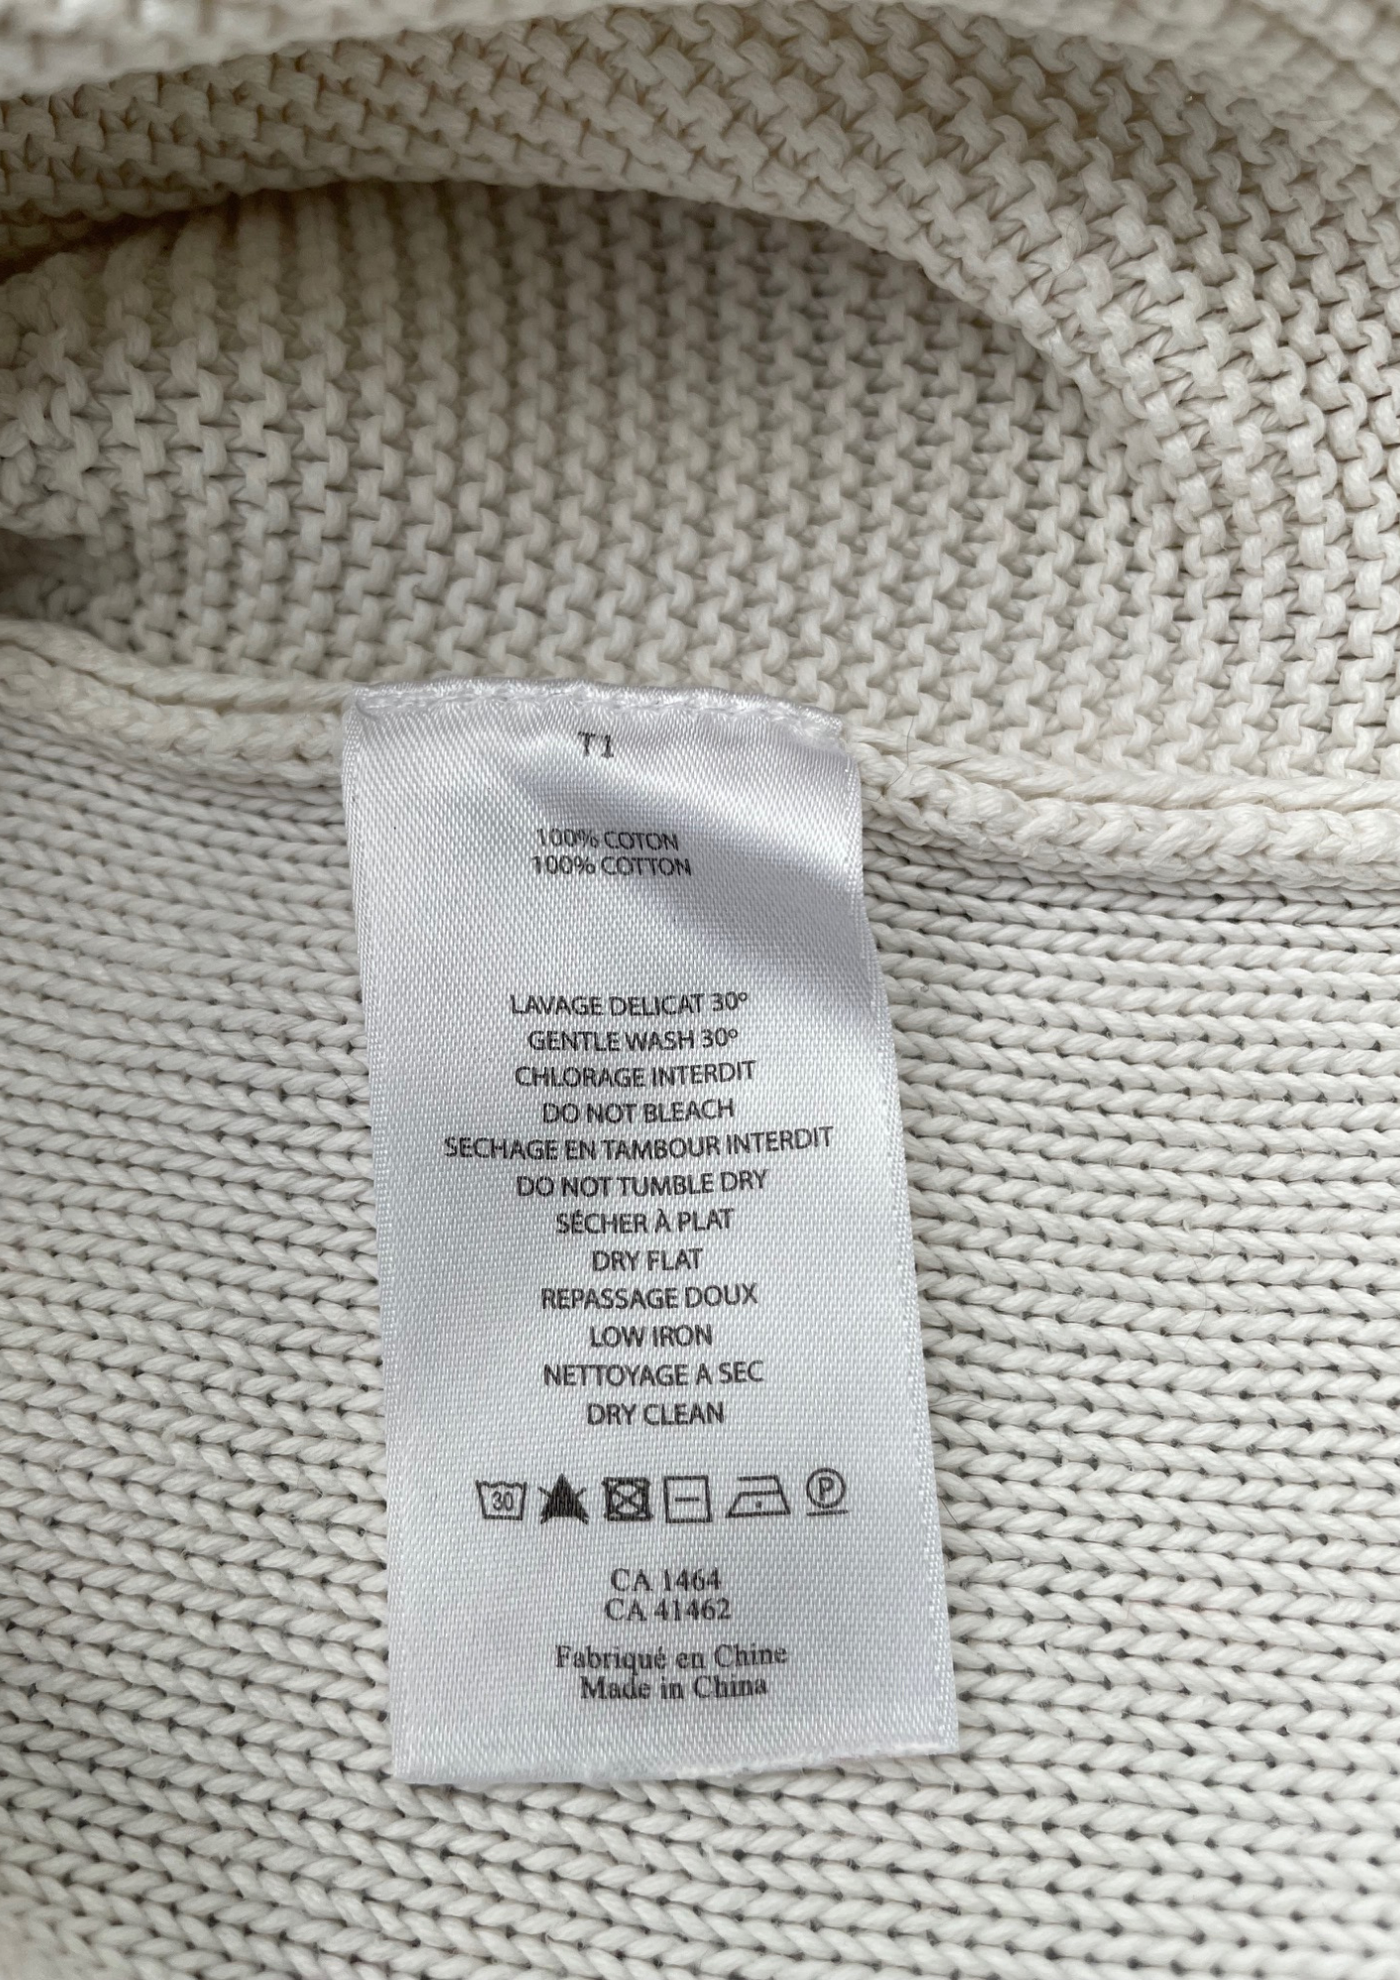 T1
100% COTON
100% COTTON
LAVAGE DELICAT 30°
GENTLE WASH 30°
CHLORAGE INTERDIT
DO NOT BLEACH
SECHAGE EN TAMBOUR INTERDIT
DO NOT TUMBLE DRY
SÉCHER À PLAT
DRY FLAT
REPASSAGE DOUX
LOW IRON
NETTOYAGE A SEC
DRY CLEAN
30 P
CA 1464
CA 41462
Fabriqué en Chine
Made in China